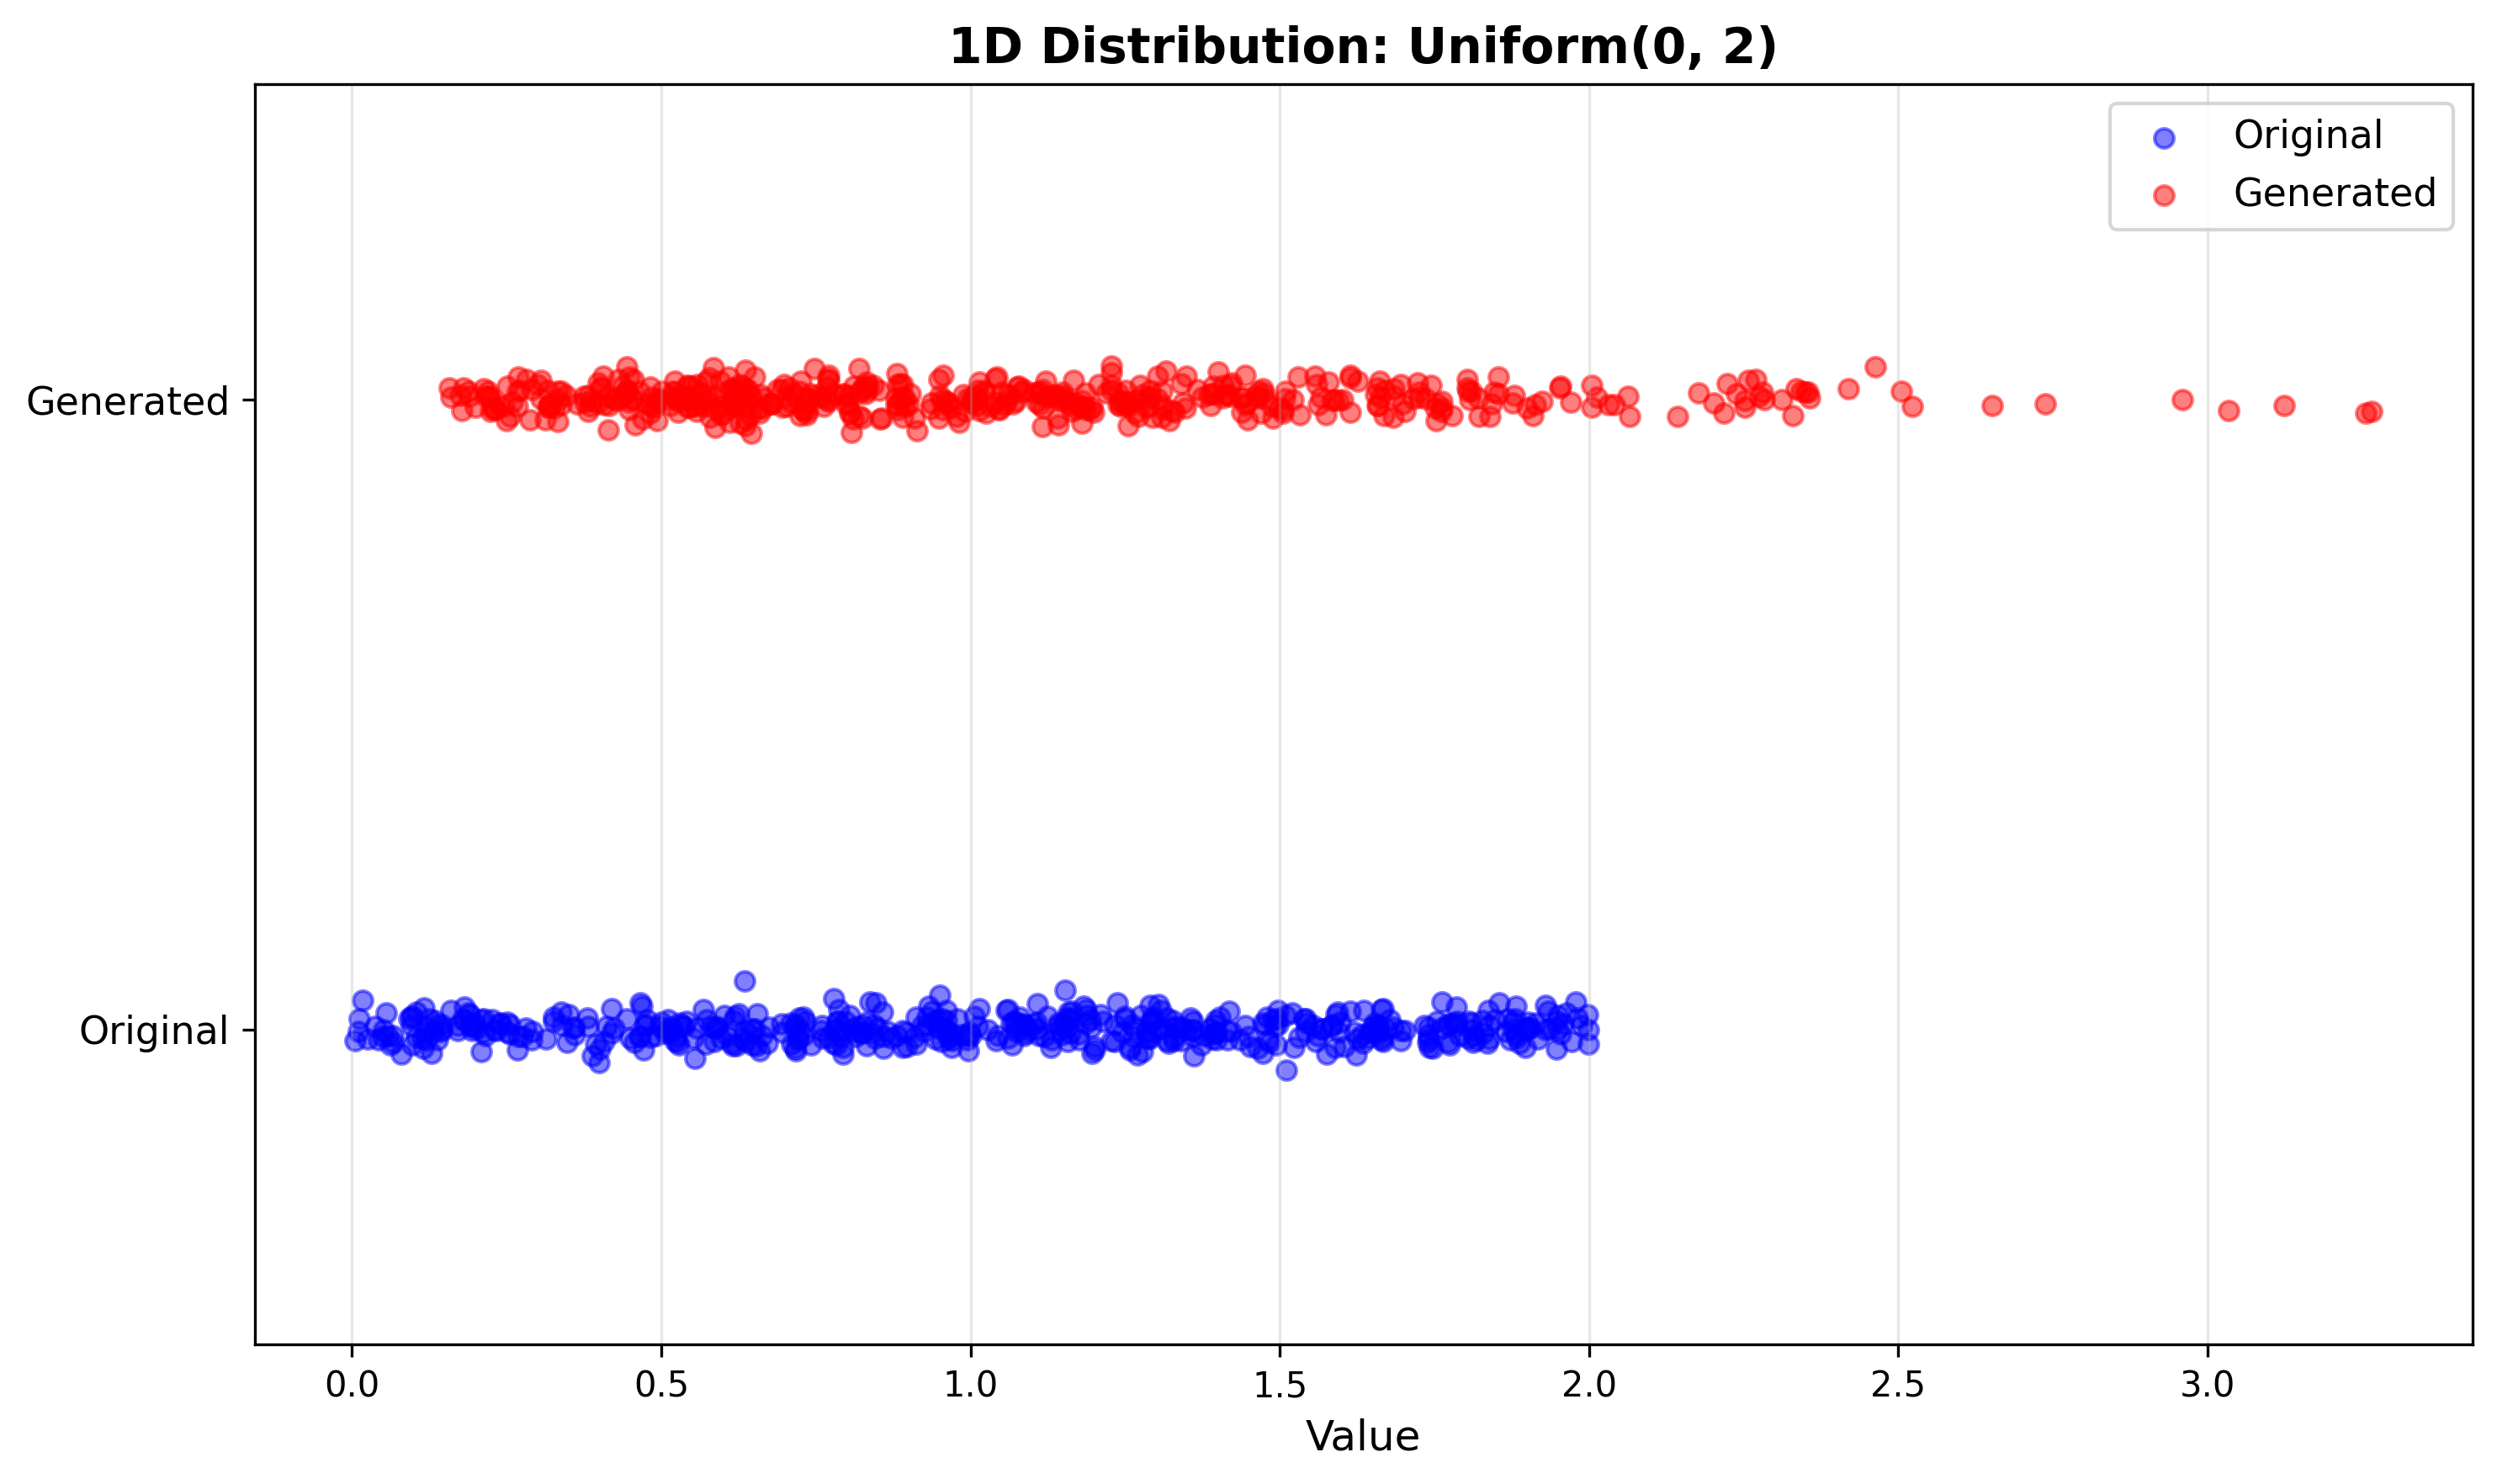 1D Distribution: Uniform(0, 2)
Original
Generated
Generated
Original
0.0 0.5 1.0 1.5 2.0 2.5 3.0
Value